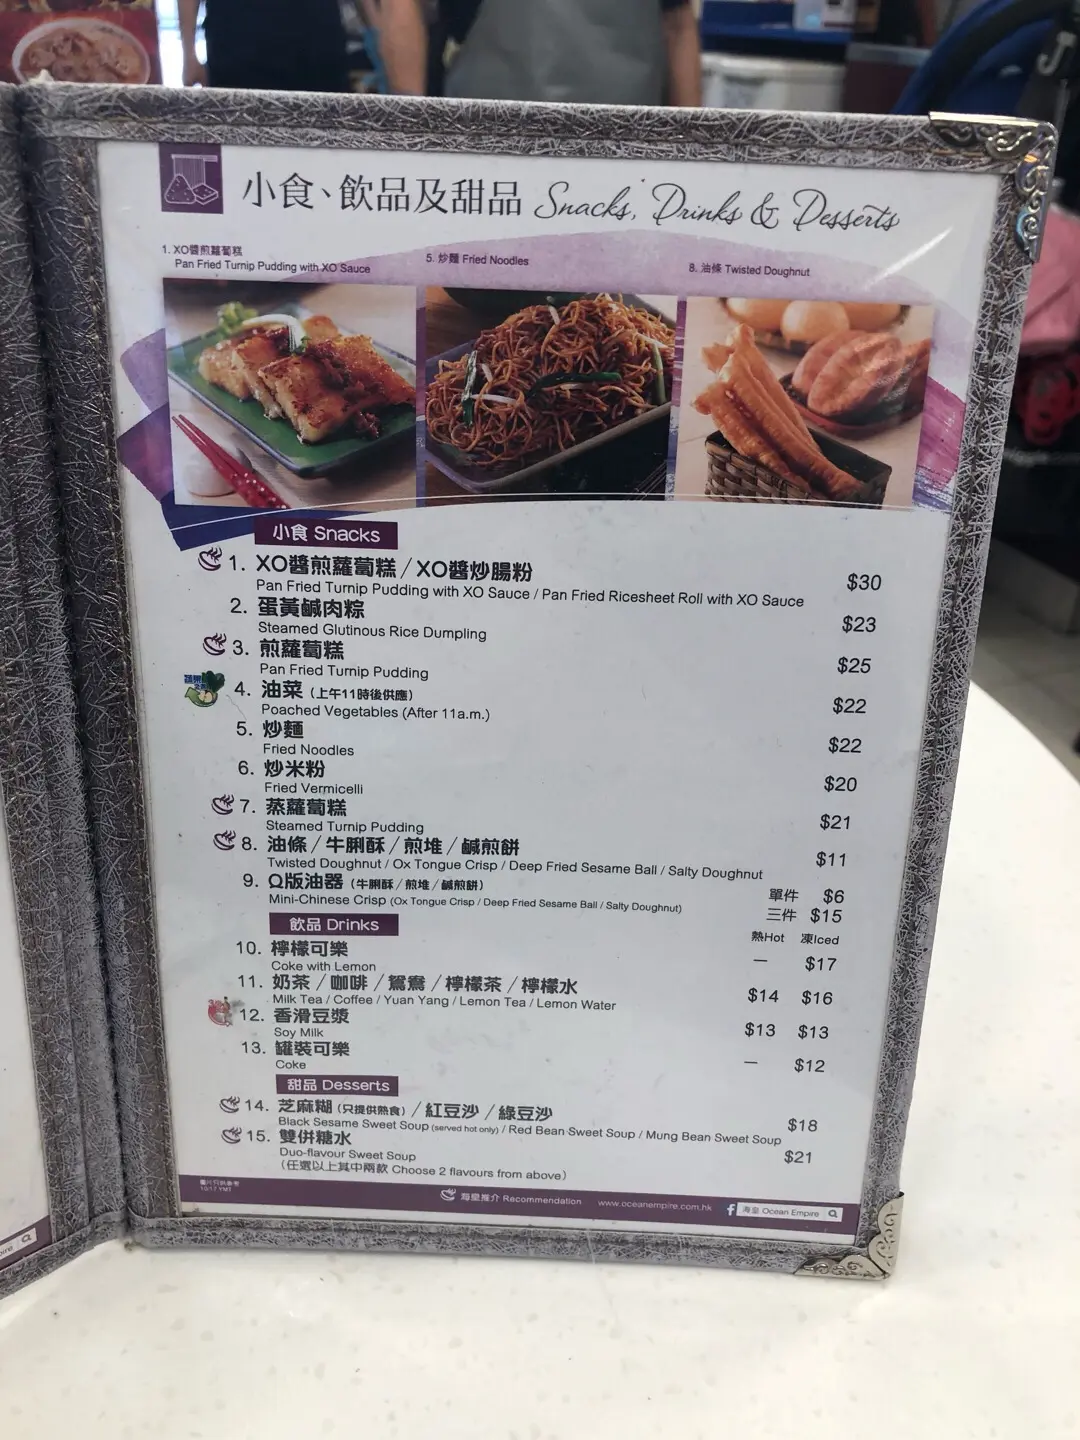 小食、飲品及甜品 Snacks, Drinks & Desserts
1. XO醬煎蘿蔔糕
Pan Fried Turnip Pudding with XO Sauce
5. 炒麵 Fried Noodles
8. 油條 Twisted Doughnut
小食 Snacks
1. XO醬煎蘿蔔糕/XO醬炒腸粉
Pan Fried Turnip Pudding with XO Sauce / Pan Fried Ricesheet Roll with XO Sauce $30
2. 蛋黃鹹肉粽
Steamed Glutinous Rice Dumpling $23
3. 煎蘿蔔糕
Pan Fried Turnip Pudding $25
4. 油菜 (上午11時後供應)
Poached Vegetables (After 11a.m.) $22
5. 炒麵
Fried Noodles $22
6. 炒米粉
Fried Vermicelli $20
7. 蒸蘿蔔糕
Steamed Turnip Pudding $21
8. 油條/牛脷酥/煎堆/鹹煎餅
Twisted Doughnut / Ox Tongue Crisp / Deep Fried Sesame Ball / Salty Doughnut $11
9. Q版油器 (牛脷酥/煎堆/鹹煎餅) 單件 $6
Mini-Chinese Crisp (Ox Tongue Crisp / Deep Fried Sesame Ball / Salty Doughnut) 三件 $15
飲品 Drinks 熱Hot 凍Iced
10. 檸檬可樂
Coke with Lemon — $17
11. 奶茶/咖啡/鴛鴦/檸檬茶/檸檬水
Milk Tea / Coffee / Yuan Yang / Lemon Tea / Lemon Water $14 $16
12. 香滑豆漿
Soy Milk $13 $13
13. 罐裝可樂
Coke — $12
甜品 Desserts
14. 芝麻糊 (只提供熱食) /紅豆沙/綠豆沙
Black Sesame Sweet Soup (served hot only) / Red Bean Sweet Soup / Mung Bean Sweet Soup $18
15. 雙併糖水
Duo-flavour Sweet Soup $21
(任選以上其中兩款 Choose 2 flavours from above)
圖片只供參考
10/17 YMT
海皇推介 Recommendation www.oceanempire.com.hk f 海皇 Ocean Empire